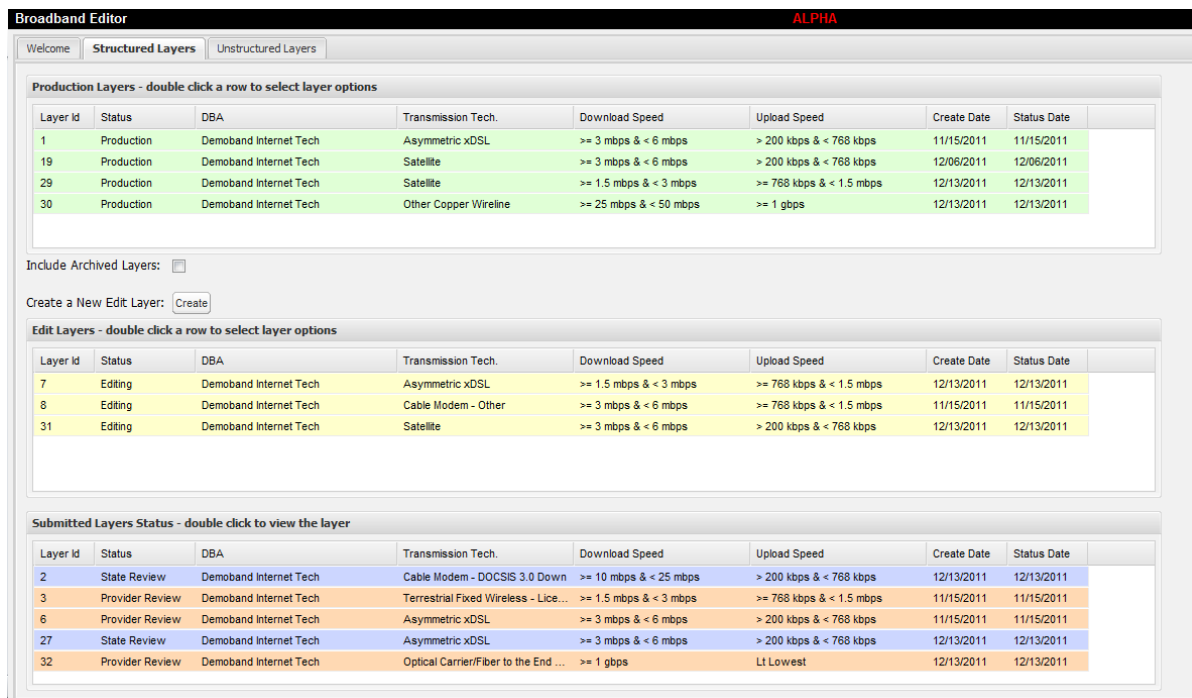 Broadband Editor ALPHA
Welcome Structured Layers Unstructured Layers
Production Layers - double click a row to select layer options
Layer Id Status DBA Transmission Tech. Download Speed Upload Speed Create Date Status Date
1 Production Demoband Internet Tech Asymmetric xDSL >= 3 mbps & < 6 mbps > 200 kbps & < 768 kbps 11/15/2011 11/15/2011
19 Production Demoband Internet Tech Satellite >= 3 mbps & < 6 mbps > 200 kbps & < 768 kbps 12/06/2011 12/06/2011
29 Production Demoband Internet Tech Satellite >= 1.5 mbps & < 3 mbps >= 768 kbps & < 1.5 mbps 12/13/2011 12/13/2011
30 Production Demoband Internet Tech Other Copper Wireline >= 25 mbps & < 50 mbps >= 1 gbps 12/13/2011 12/13/2011
Include Archived Layers:
Create a New Edit Layer: Create
Edit Layers - double click a row to select layer options
Layer Id Status DBA Transmission Tech. Download Speed Upload Speed Create Date Status Date
7 Editing Demoband Internet Tech Asymmetric xDSL >= 1.5 mbps & < 3 mbps >= 768 kbps & < 1.5 mbps 12/13/2011 12/13/2011
8 Editing Demoband Internet Tech Cable Modem - Other >= 3 mbps & < 6 mbps >= 768 kbps & < 1.5 mbps 11/15/2011 11/15/2011
31 Editing Demoband Internet Tech Satellite >= 3 mbps & < 6 mbps > 200 kbps & < 768 kbps 12/13/2011 12/13/2011
Submitted Layers Status - double click to view the layer
Layer Id Status DBA Transmission Tech. Download Speed Upload Speed Create Date Status Date
2 State Review Demoband Internet Tech Cable Modem - DOCSIS 3.0 Down >= 10 mbps & < 25 mbps > 200 kbps & < 768 kbps 12/13/2011 12/13/2011
3 Provider Review Demoband Internet Tech Terrestrial Fixed Wireless - Lice... >= 1.5 mbps & < 3 mbps >= 768 kbps & < 1.5 mbps 11/15/2011 11/15/2011
6 Provider Review Demoband Internet Tech Asymmetric xDSL >= 3 mbps & < 6 mbps > 200 kbps & < 768 kbps 11/15/2011 11/15/2011
27 State Review Demoband Internet Tech Asymmetric xDSL >= 3 mbps & < 6 mbps > 200 kbps & < 768 kbps 12/13/2011 12/13/2011
32 Provider Review Demoband Internet Tech Optical Carrier/Fiber to the End ... >= 1 gbps Lt Lowest 12/13/2011 12/13/2011